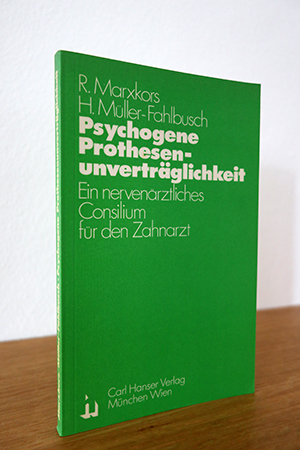 R. Marxkors
H. Müller-Fahlbusch
Psychogene
Prothesen-
unverträglichkeit
Ein nervenärztliches
Consilium
für den Zahnarzt
Carl Hanser Verlag
München Wien